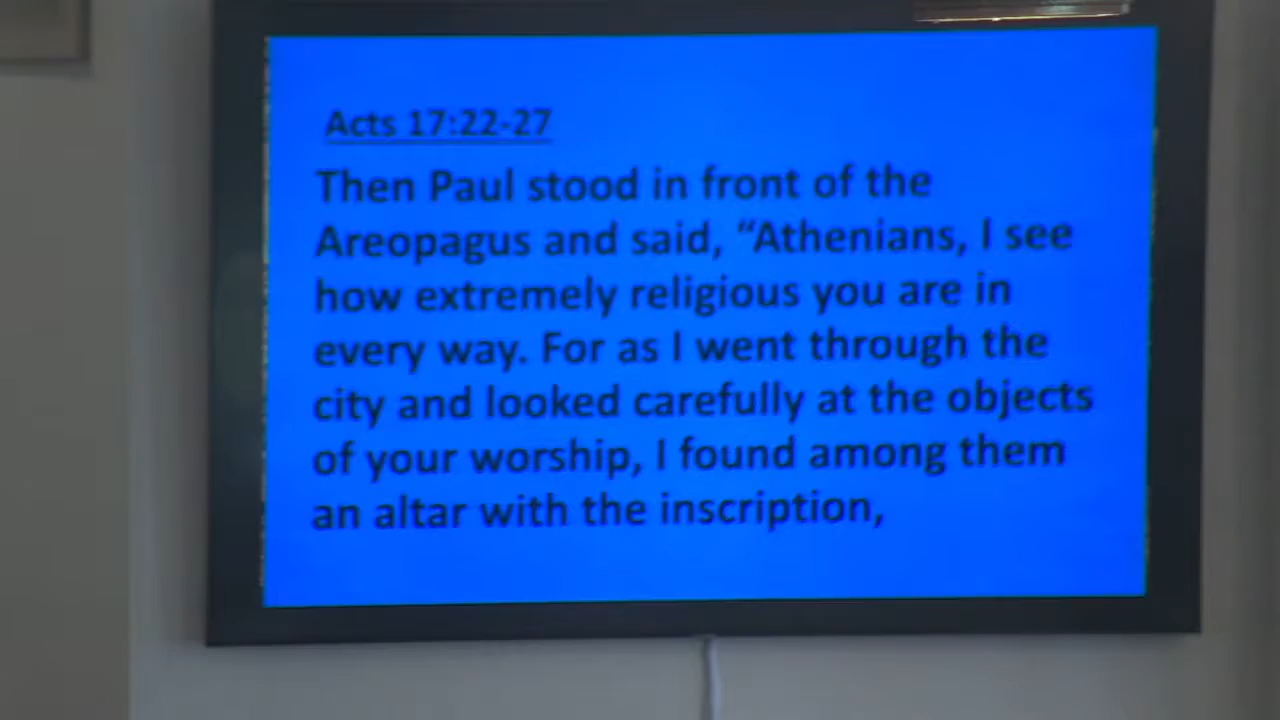 Acts 17:22-27
Then Paul stood in front of the
Areopagus and said, “Athenians, I see
how extremely religious you are in
every way. For as I went through the
city and looked carefully at the objects
of your worship, I found among them
an altar with the inscription,